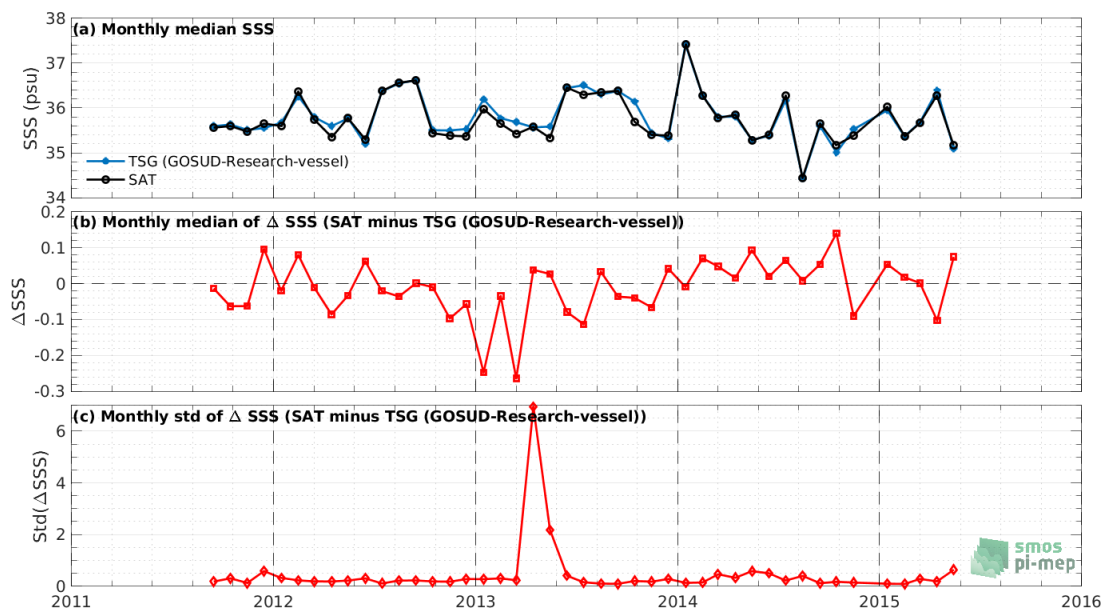 (a) Monthly median SSS
38
37
36
35
34
SSS (psu)
TSG (GOSUD-Research-vessel)
SAT
(b) Monthly median of Δ SSS (SAT minus TSG (GOSUD-Research-vessel))
0.2
0.1
0
-0.1
-0.2
-0.3
ΔSSS
(c) Monthly std of Δ SSS (SAT minus TSG (GOSUD-Research-vessel))
6
4
2
0
Std(ΔSSS)
smos
pi-mep
2011 2012 2013 2014 2015 2016